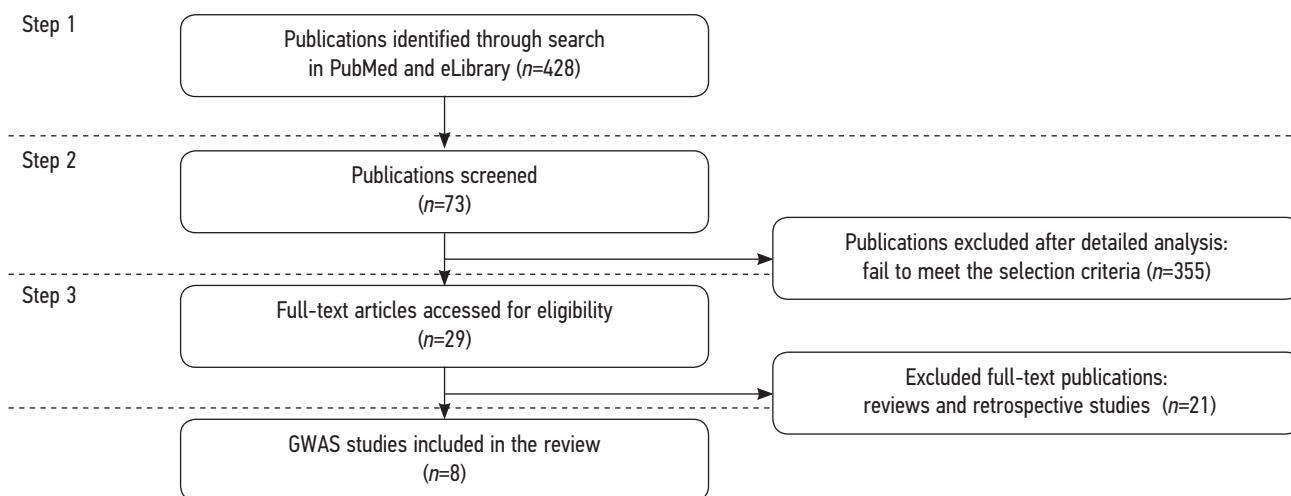 Step 1
Publications identified through search
in PubMed and eLibrary (n=428)
Step 2
Publications screened
(n=73)
Publications excluded after detailed analysis:
fail to meet the selection criteria (n=355)
Step 3
Full-text articles accessed for eligibility
(n=29)
Excluded full-text publications:
reviews and retrospective studies (n=21)
GWAS studies included in the review
(n=8)